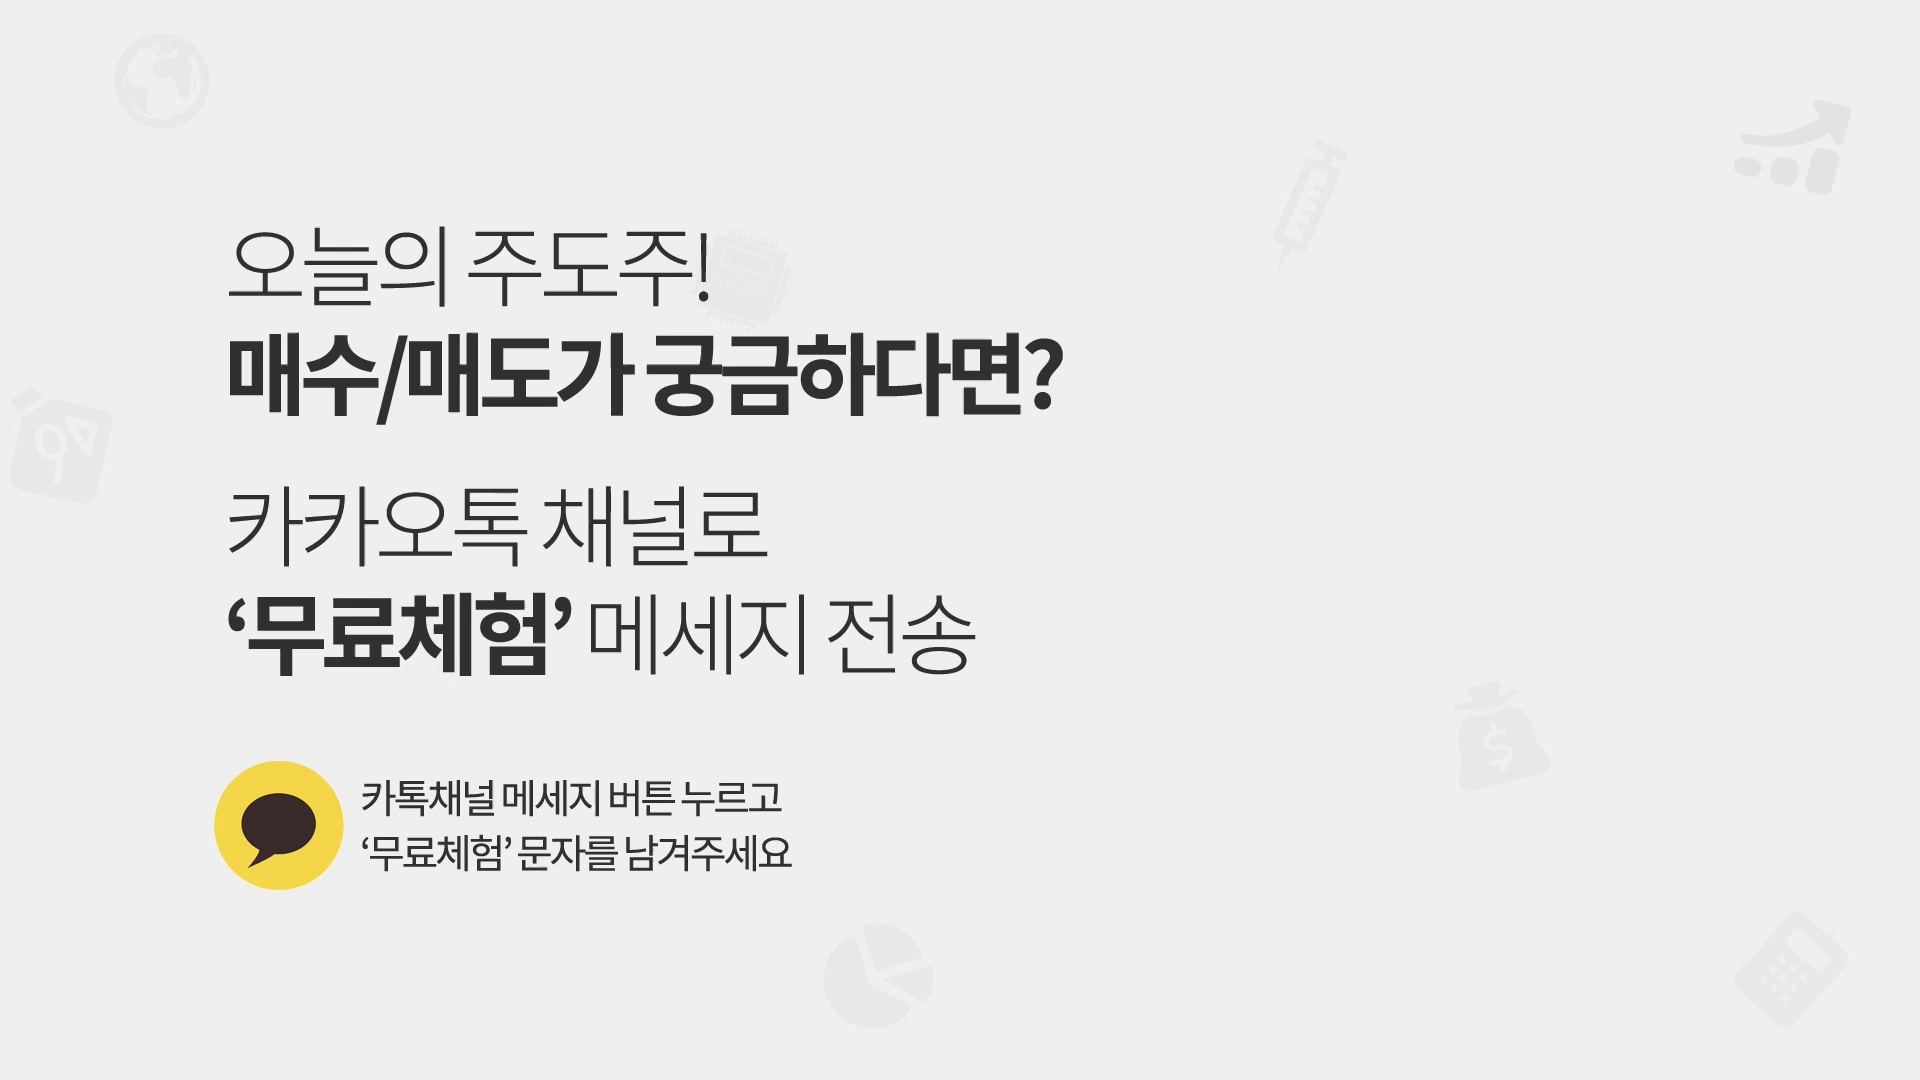 오늘의 주도주!
매수/매도가 궁금하다면?
카카오톡 채널로
‘무료체험’ 메세지 전송
카톡채널 메세지 버튼 누르고
‘무료체험’ 문자를 남겨주세요